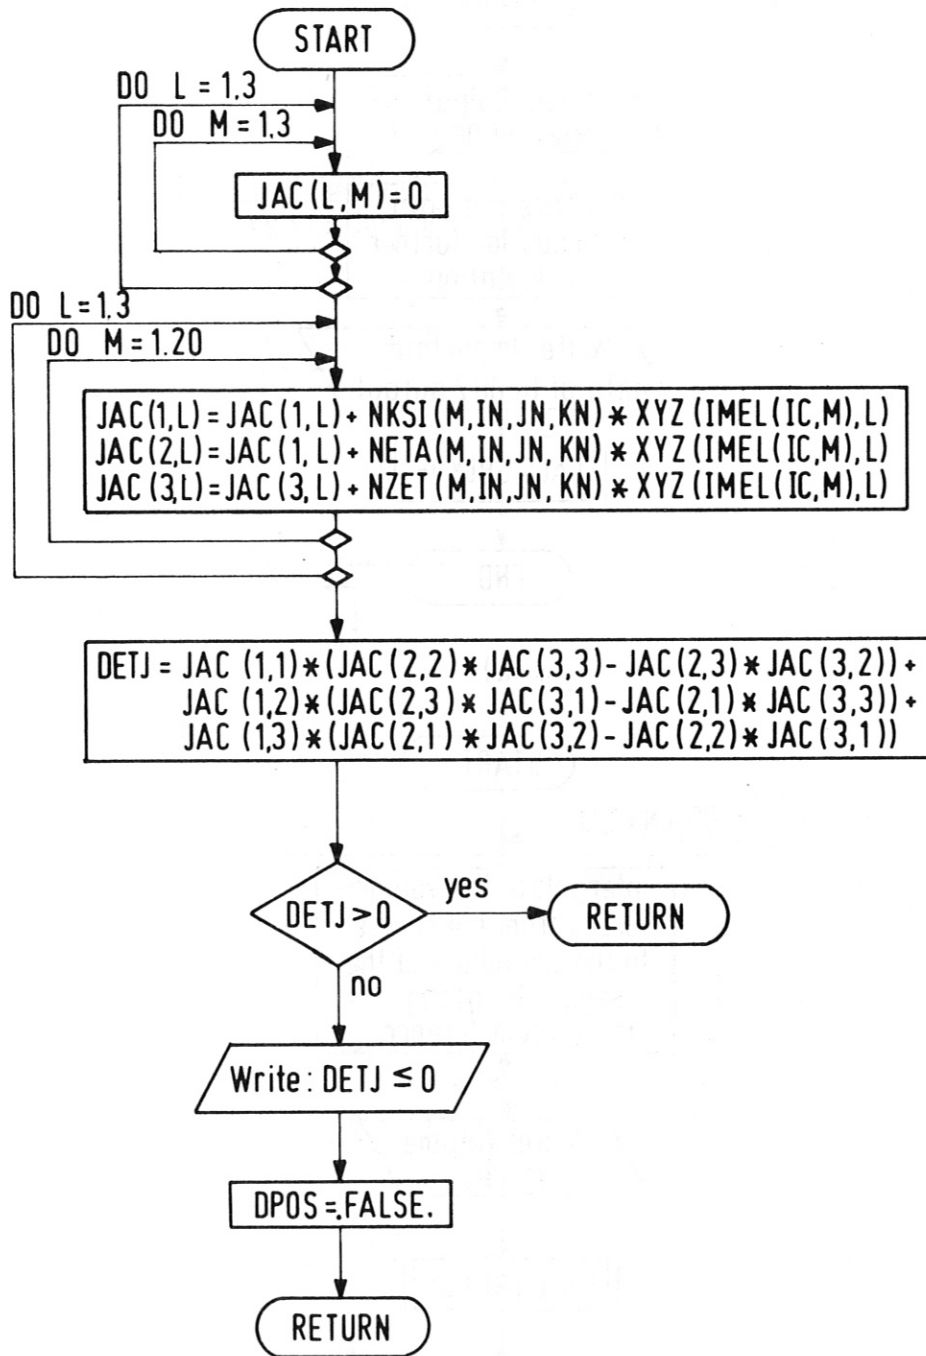 START
DO L = 1.3
DO M = 1.3
JAC(L,M)=0
DO L = 1.3
DO M = 1.20
JAC(1,L)=JAC(1,L)+NKSI(M,IN,JN,KN)*XYZ(IMEL(IC,M),L)
JAC(2,L)=JAC(1,L)+NETA(M,IN,JN,KN)*XYZ(IMEL(IC,M),L)
JAC(3,L)=JAC(3,L)+NZET(M,IN,JN,KN)*XYZ(IMEL(IC,M),L)
DETJ = JAC (1,1)*(JAC(2,2)*JAC(3,3)-JAC(2,3)*JAC(3,2))+
JAC (1,2)*(JAC(2,3)*JAC(3,1)-JAC(2,1)*JAC(3,3))+
JAC (1,3)*(JAC(2,1)*JAC(3,2)-JAC(2,2)*JAC(3,1))
DETJ>0
yes
RETURN
no
Write: DETJ ≤ 0
DPOS=.FALSE.
RETURN